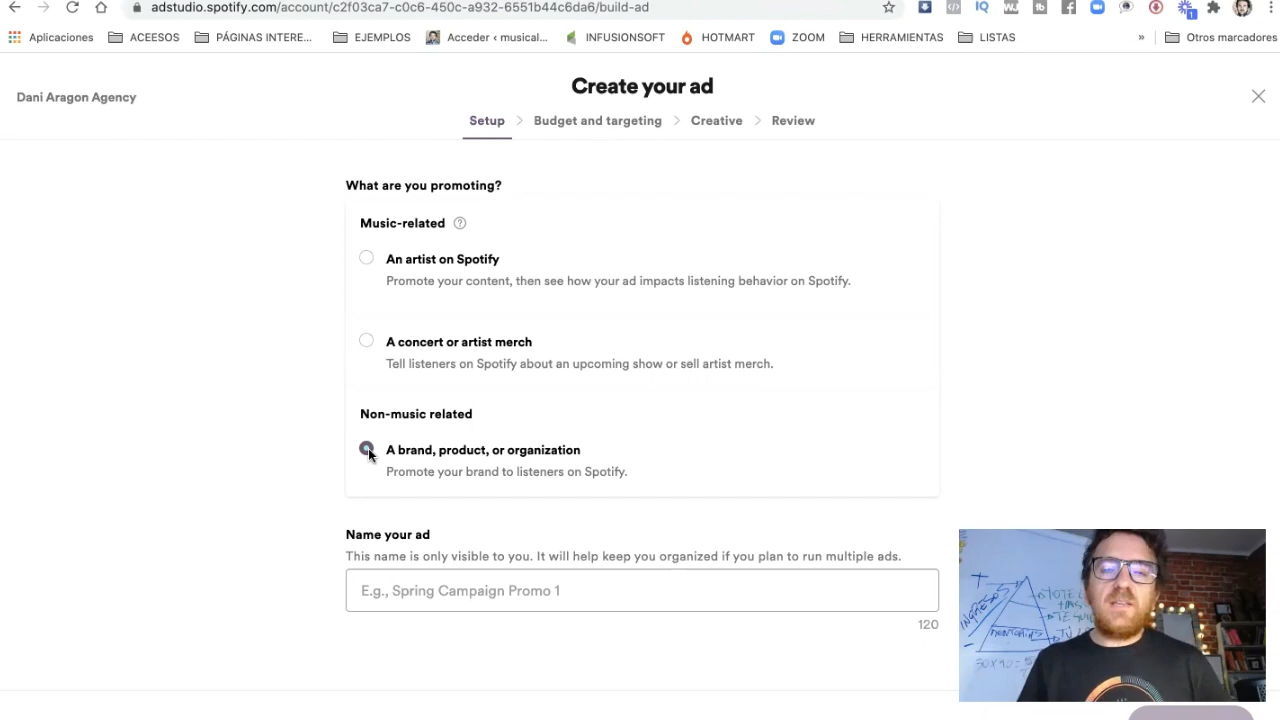 adstudio.spotify.com/account/c2f03ca7-c0c6-450c-a932-6551b44c6da6/build-ad
Aplicaciones ACEESOS PÁGINAS INTERE... EJEMPLOS Acceder ‹ musical... INFUSIONSOFT HOTMART ZOOM HERRAMIENTAS LISTAS » Otros marcadores
Dani Aragon Agency
Create your ad
Setup > Budget and targeting > Creative > Review
What are you promoting?
Music-related
An artist on Spotify
Promote your content, then see how your ad impacts listening behavior on Spotify.
A concert or artist merch
Tell listeners on Spotify about an upcoming show or sell artist merch.
Non-music related
A brand, product, or organization
Promote your brand to listeners on Spotify.
Name your ad
This name is only visible to you. It will help keep you organized if you plan to run multiple ads.
E.g., Spring Campaign Promo 1
120
INGRESOS